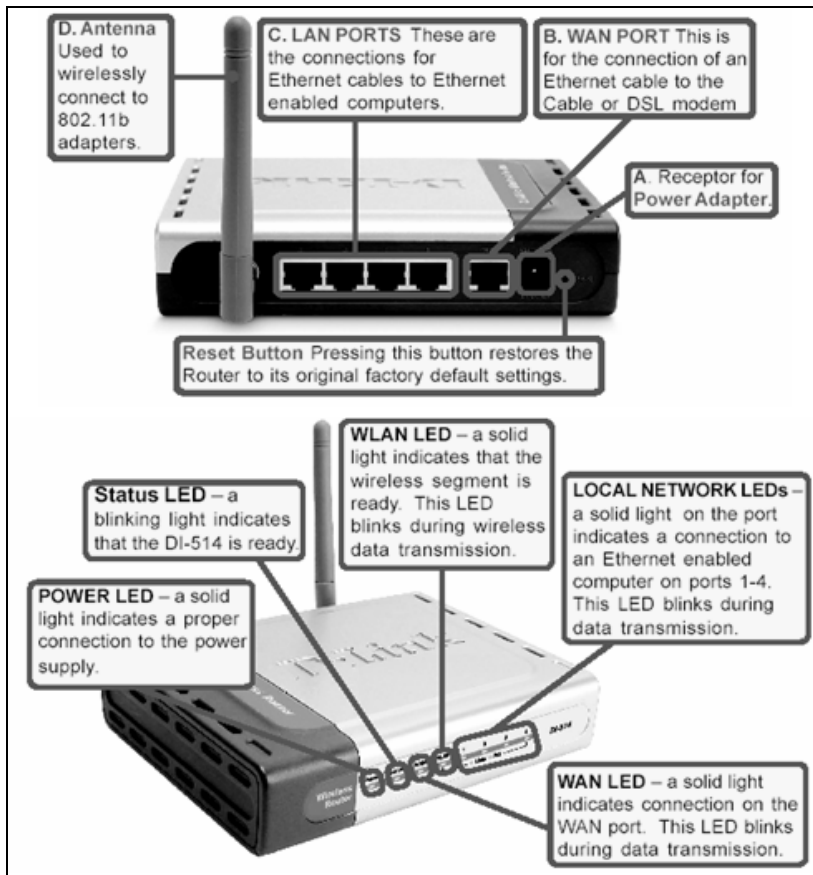 D. Antenna
Used to
wirelessly
connect to
802.11b
adapters.
C. LAN PORTS These are
the connections for
Ethernet cables to Ethernet
enabled computers.
B. WAN PORT This is
for the connection of an
Ethernet cable to the
Cable or DSL modem
A. Receptor for
Power Adapter.
Reset Button Pressing this button restores the
Router to its original factory default settings.
WLAN LED – a solid
light indicates that the
wireless segment is
ready. This LED
blinks during wireless
data transmission.
Status LED – a
blinking light indicates
that the DI-514 is ready.
LOCAL NETWORK LEDs –
a solid light on the port
indicates a connection to
an Ethernet enabled
computer on ports 1-4.
This LED blinks during
data transmission.
POWER LED – a solid
light indicates a proper
connection to the power
supply.
D-Link
DI-514
Wireless
Router
WAN LED – a solid light
indicates connection on the
WAN port. This LED blinks
during data transmission.